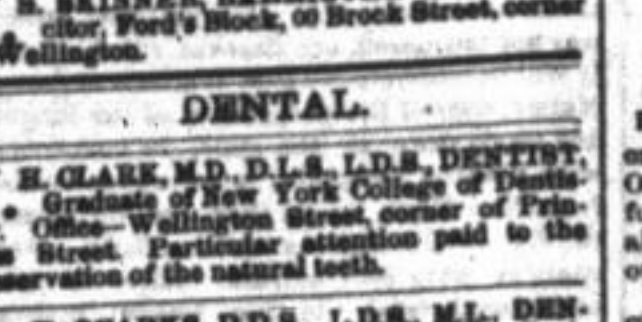 citor, Ford's Block, 60 Brock Street, corner
Wellington.
DENTAL.
H. CLARK, M.D., D.D.S., L.D.S., DENTIST,
Graduate of New York College of Dentis-
Office—Wellington Street, corner of Prin-
Street. Particular attention paid to the
servation of the natural teeth.
D.D.S., L.D.S., M.L., DEN-